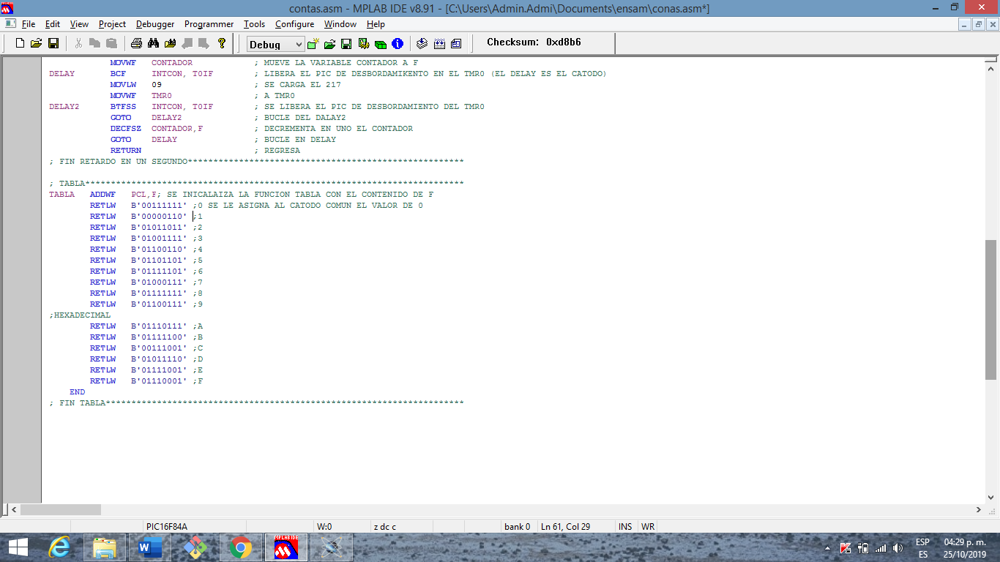 contas.asm - MPLAB IDE v8.91 - [C:\Users\Admin.Admi\Documents\ensam\conas.asm*]
File Edit View Project Debugger Programmer Tools Configure Window Help
Debug Checksum: 0xd8b6
MOVWF CONTADOR ; MUEVE LA VARIABLE CONTADOR A F
DELAY BCF INTCON, T0IF ; LIBERA EL PIC DE DESBORDAMIKENTO EN EL TMR0 (EL DELAY ES EL CATODO)
MOVLW 09 ; SE CARGA EL 217
MOVWF TMR0 ; A TMR0
DELAY2 BTFSS INTCON, T0IF ; SE LIBERA EL PIC DE DESBORDAMIENTO DEL TMR0
GOTO DELAY2 ; BUCLE DEL DALAY2
DECFSZ CONTADOR,F ; DECREMENTA EN UNO EL CONTADOR
GOTO DELAY ; BUCLE EN DELAY
RETURN ; REGRESA
; FIN RETARDO EN UN SEGUNDO******************************************************
; TABLA**************************************************************************
TABLA ADDWF PCL,F; SE INICALAIZA LA FUNCION TABLA CON EL CONTENIDO DE F
RETLW B'00111111' ;0 SE LE ASIGNA AL CATODO COMUN EL VALOR DE 0
RETLW B'00000110' ;1
RETLW B'01011011' ;2
RETLW B'01001111' ;3
RETLW B'01100110' ;4
RETLW B'01101101' ;5
RETLW B'01111101' ;6
RETLW B'01000111' ;7
RETLW B'01111111' ;8
RETLW B'01100111' ;9
;HEXADECIMAL
RETLW B'01110111' ;A
RETLW B'01111100' ;B
RETLW B'00111001' ;C
RETLW B'01011110' ;D
RETLW B'01111001' ;E
RETLW B'01110001' ;F
END
; FIN TABLA**********************************************************************
PIC16F84A W:0 z dc c bank 0 Ln 61, Col 29 INS WR
ESP 04:29 p. m.
ES 25/10/2019